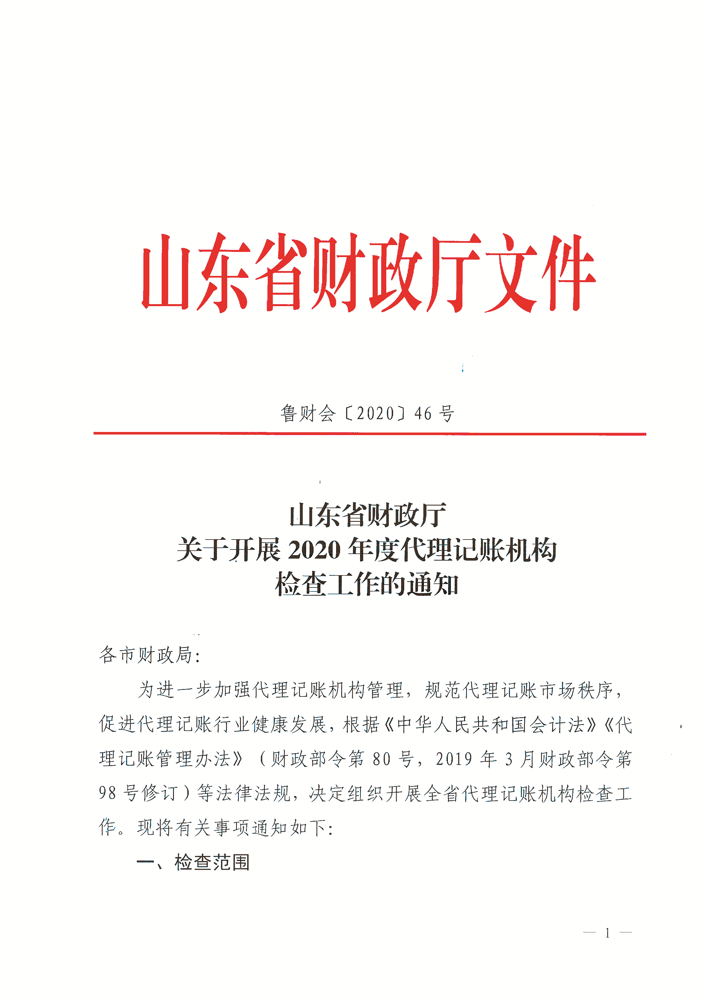 山东省财政厅文件
鲁财会〔2020〕46 号
山东省财政厅
关于开展 2020 年度代理记账机构
检查工作的通知
各市财政局：
为进一步加强代理记账机构管理，规范代理记账市场秩序，
促进代理记账行业健康发展，根据《中华人民共和国会计法》《代
理记账管理办法》（财政部令第 80 号，2019 年 3 月财政部令第
98 号修订）等法律法规，决定组织开展全省代理记账机构检查工
作。现将有关事项通知如下：
一、检查范围
— 1 —